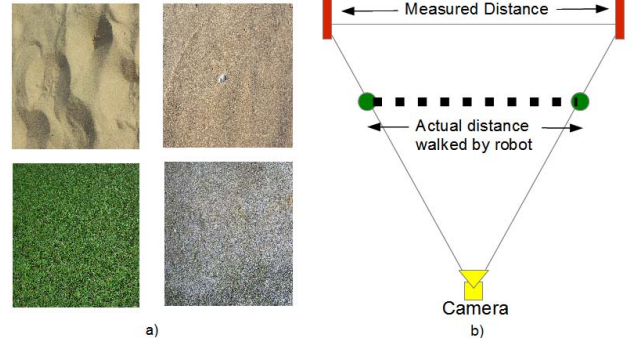 Measured Distance
Actual distance
walked by robot
Camera
a)
b)